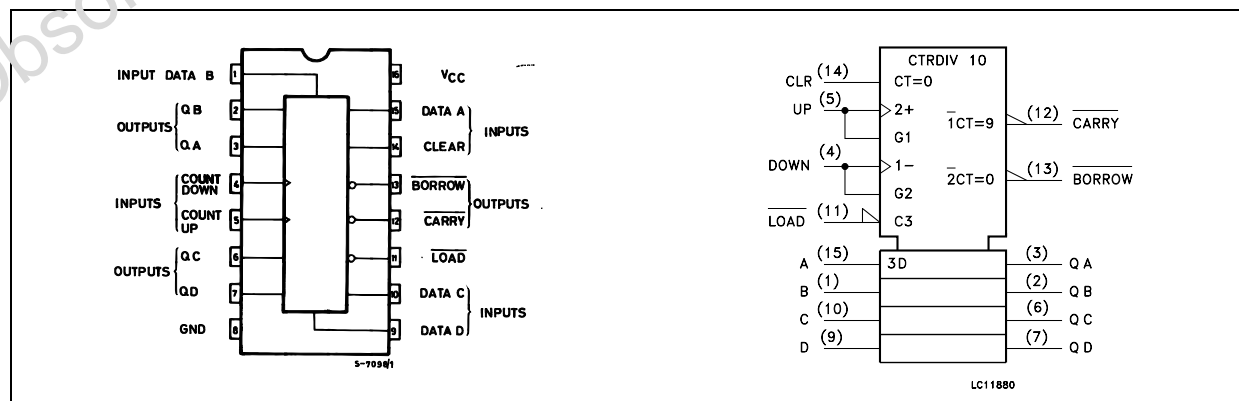 Obsol
INPUT DATA B 1
16 VCC
OUTPUTS QB 2
15 DATA A
QA 3
INPUTS
14 CLEAR
INPUTS COUNT DOWN 4
13 BORROW
OUTPUTS
COUNT UP 5
12 CARRY
OUTPUTS QC 6
11 LOAD
QD 7
10 DATA C
INPUTS
GND 8
9 DATA D
S-7098/1
CTRDIV 10
CLR (14) CT=0
UP (5) 2+
G1
1CT=9 (12) CARRY
DOWN (4) 1-
G2
2CT=0 (13) BORROW
LOAD (11) C3
A (15) 3D (3) QA
B (1) (2) QB
C (10) (6) QC
D (9) (7) QD
LC11880